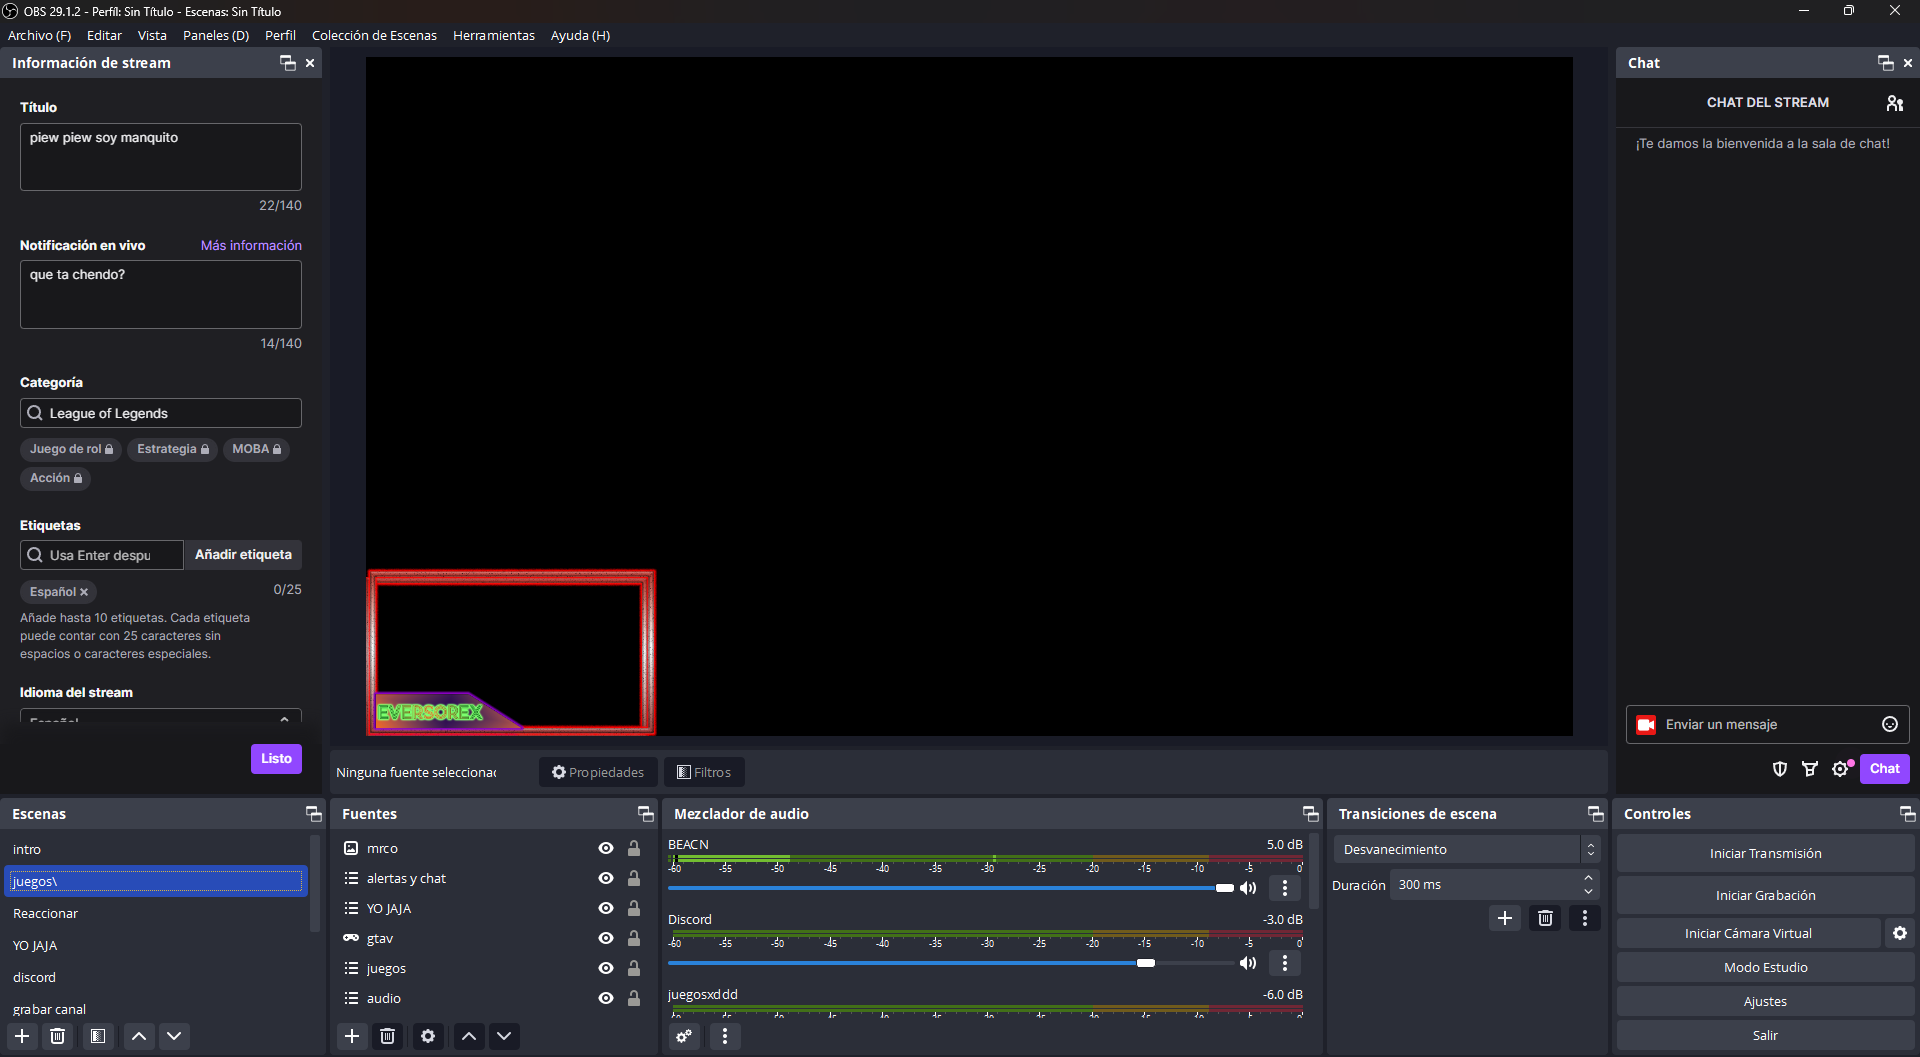 OBS 29.1.2 - Perfil: Sin Título - Escenas: Sin Título
Archivo (F) Editar Vista Paneles (D) Perfil Colección de Escenas Herramientas Ayuda (H)
Información de stream
Título
piew piew soy manquito
22/140
Notificación en vivo Más información
que ta chendo?
14/140
Categoría
League of Legends
Juego de rol Estrategia MOBA
Acción
Etiquetas
Usa Enter despu Añadir etiqueta
Español 0/25
Añade hasta 10 etiquetas. Cada etiqueta
puede contar con 25 caracteres sin
espacios o caracteres especiales.
Idioma del stream
Español
Listo
EVERSOREX
Ninguna fuente seleccionac Propiedades Filtros
Chat
CHAT DEL STREAM
¡Te damos la bienvenida a la sala de chat!
Enviar un mensaje
Chat
Escenas
intro
juegos\
Reaccionar
YO JAJA
discord
grabar canal
Fuentes
mrco
alertas y chat
YO JAJA
gtav
juegos
audio
Mezclador de audio
BEACN 5.0 dB
-60 -55 -50 -45 -40 -35 -30 -25 -20 -15 -10 -5 0
Discord -3.0 dB
-60 -55 -50 -45 -40 -35 -30 -25 -20 -15 -10 -5 0
juegosxddd -6.0 dB
Transiciones de escena
Desvanecimiento
Duración 300 ms
Controles
Iniciar Transmisión
Iniciar Grabación
Iniciar Cámara Virtual
Modo Estudio
Ajustes
Salir